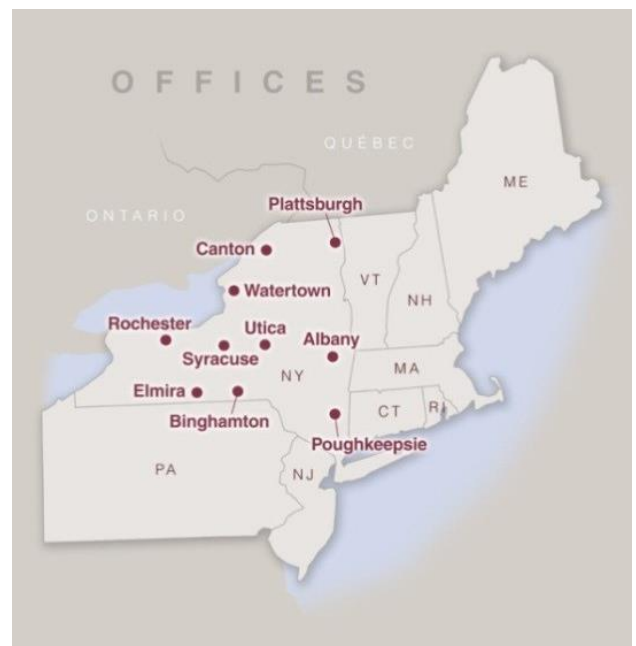 OFFICES
QUÉBEC
ME
Plattsburgh
ONTARIO
Canton
VT
Watertown
NH
Rochester
Utica
Albany
Syracuse
NY
MA
Elmira
Binghamton
CT
RI
Poughkeepsie
PA
NJ